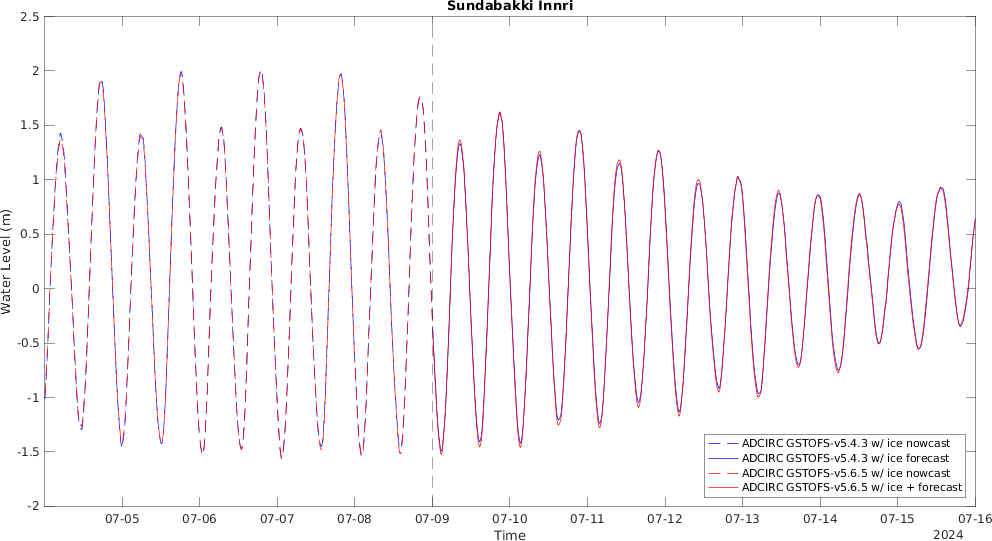 Sundabakki Innri
2.5
2
1.5
1
0.5
0
-0.5
-1
-1.5
-2
Water Level (m)
ADCIRC GSTOFS-v5.4.3 w/ ice nowcast
ADCIRC GSTOFS-v5.4.3 w/ ice forecast
ADCIRC GSTOFS-v5.6.5 w/ ice nowcast
ADCIRC GSTOFS-v5.6.5 w/ ice + forecast
07-05 07-06 07-07 07-08 07-09 07-10 07-11 07-12 07-13 07-14 07-15 07-16
Time
2024